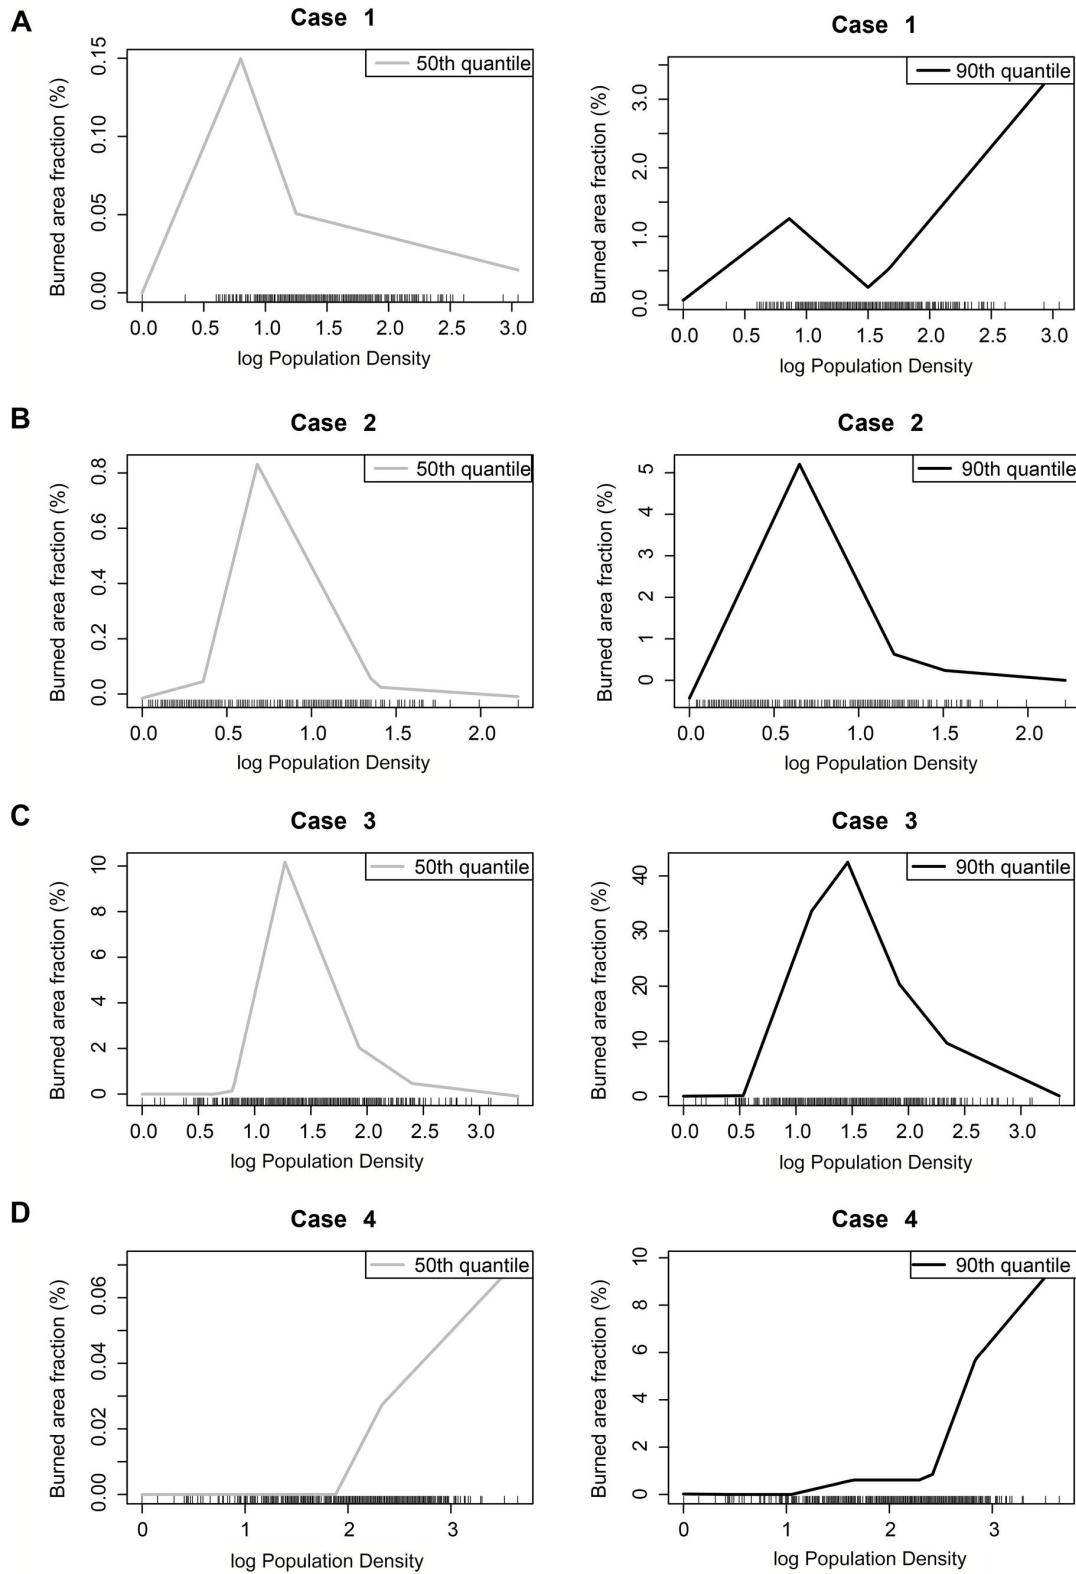 A
Case 1
50th quantile
Burned area fraction (%)
0.00 0.05 0.10 0.15
0.0 0.5 1.0 1.5 2.0 2.5 3.0
log Population Density
Case 1
90th quantile
Burned area fraction (%)
0.0 1.0 2.0 3.0
0.0 0.5 1.0 1.5 2.0 2.5 3.0
log Population Density
B
Case 2
50th quantile
Burned area fraction (%)
0.0 0.2 0.4 0.6 0.8
0.0 0.5 1.0 1.5 2.0
log Population Density
Case 2
90th quantile
Burned area fraction (%)
0 1 2 3 4 5
0.0 0.5 1.0 1.5 2.0
log Population Density
C
Case 3
50th quantile
Burned area fraction (%)
0 2 4 6 8 10
0.0 0.5 1.0 1.5 2.0 2.5 3.0
log Population Density
Case 3
90th quantile
Burned area fraction (%)
0 10 20 30 40
0.0 0.5 1.0 1.5 2.0 2.5 3.0
log Population Density
D
Case 4
50th quantile
Burned area fraction (%)
0.00 0.02 0.04 0.06
0 1 2 3
log Population Density
Case 4
90th quantile
Burned area fraction (%)
0 2 4 6 8 10
0 1 2 3
log Population Density